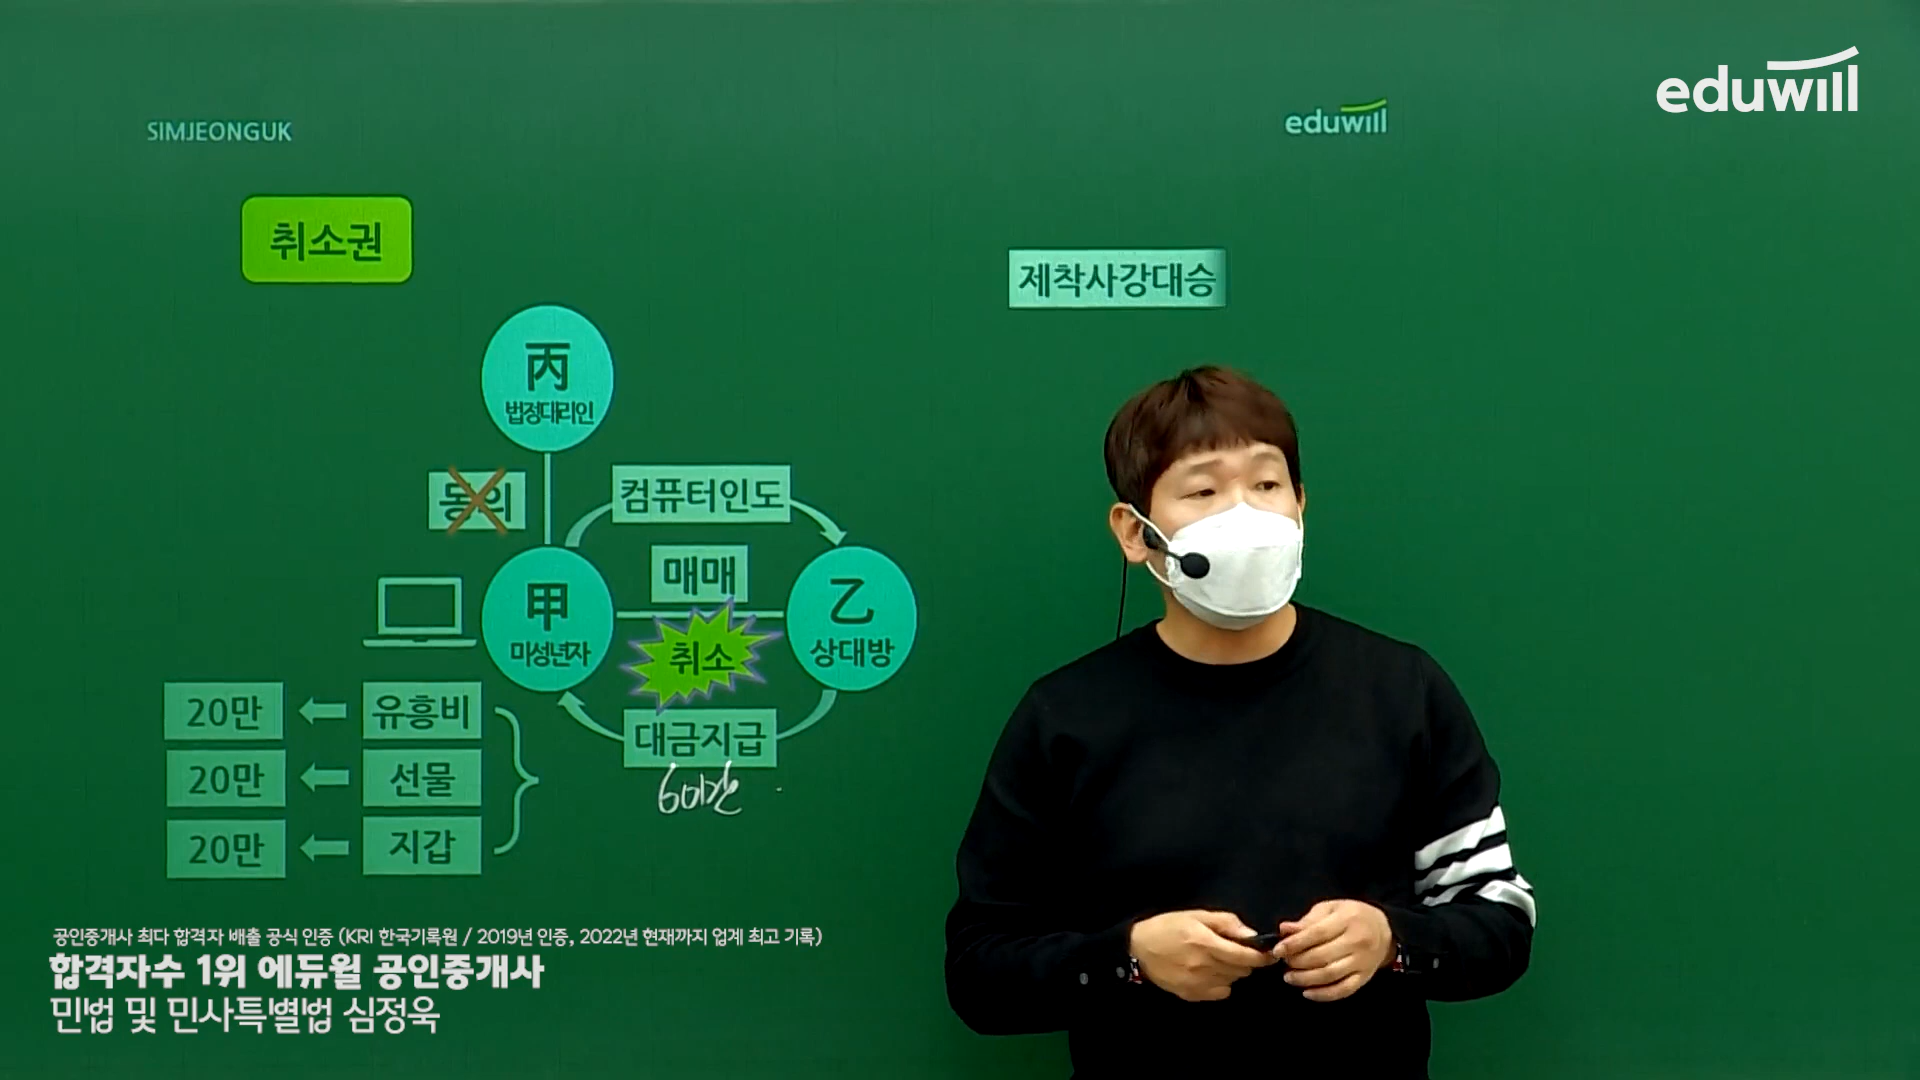 eduwill
SIMJEONGUK
eduwill
취소권
제착사강대승
丙
법정대리인
동의
컴퓨터인도
매매
甲
미성년자
乙
상대방
취소
20만
유흥비
대금지급
20만
선물
60만
20만
지갑
공인중개사 최다 합격자 배출 공식 인증 (KRI 한국기록원 / 2019년 인증, 2022년 현재까지 업계 최고 기록)
합격자수 1위 에듀윌 공인중개사
민법 및 민사특별법 심정욱